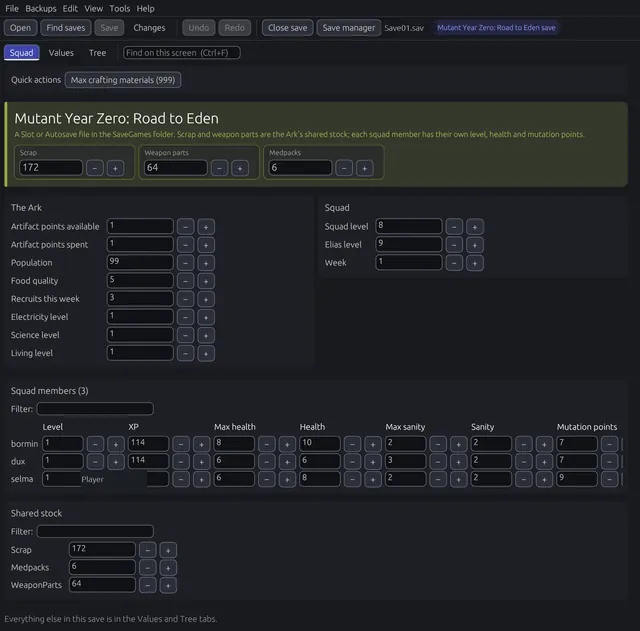 File Backups Edit View Tools Help
Open Find saves Save Changes Undo Redo Close save Save manager Save01.sav Mutant Year Zero: Road to Eden save
Squad Values Tree Find on this screen (Ctrl+F)
Quick actions Max crafting materials (999)
Mutant Year Zero: Road to Eden
A Slot or Autosave file in the SaveGames folder. Scrap and weapon parts are the Ark's shared stock; each squad member has their own level, health and mutation points.
Scrap Weapon parts Medpacks
172 − + 64 − + 6 − +
The Ark
Artifact points available 1 − +
Artifact points spent 1 − +
Population 99 − +
Food quality 5 − +
Recruits this week 3 − +
Electricity level 1 − +
Science level 1 − +
Living level 1 − +
Squad
Squad level 8 − +
Elias level 9 − +
Week 1 − +
Squad members (3)
Filter:
Level XP Max health Health Max sanity Sanity Mutation points
bormin 1 − + 114 − + 8 − + 10 − + 2 − + 2 − + 7 −
dux 1 − + 114 − + 6 − + 6 − + 3 − + 2 − + 7 −
selma 1 Player − + 6 − + 8 − + 2 − + 2 − + 9 −
Shared stock
Filter:
Scrap 172 − +
Medpacks 6 − +
WeaponParts 64 − +
Everything else in this save is in the Values and Tree tabs.